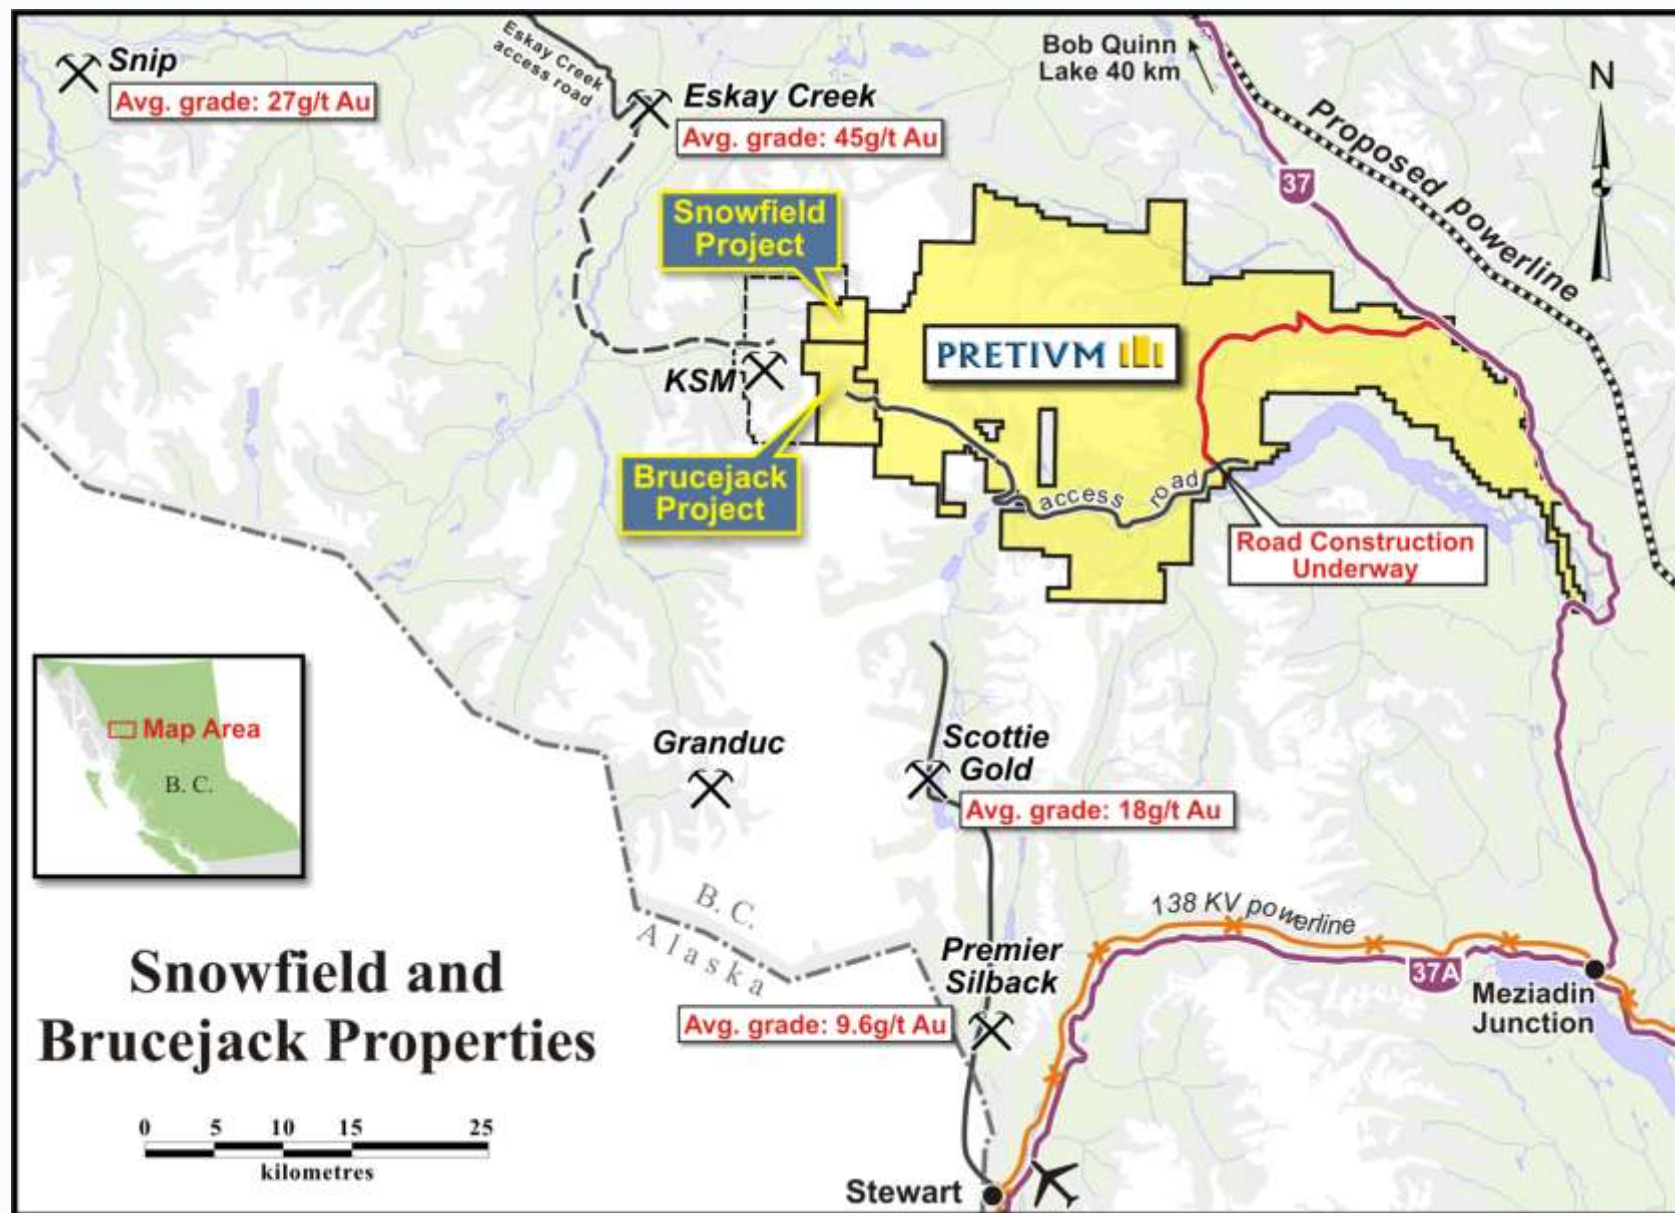 Snip
Avg. grade: 27g/t Au
Eskay Creek
access road
Eskay Creek
Avg. grade: 45g/t Au
Bob Quinn
Lake 40 km
N
37
Proposed powerline
Snowfield
Project
PRETIVM
KSM
Brucejack
Project
access road
Road Construction
Underway
Map Area
B. C.
Granduc
Scottie
Gold
Avg. grade: 18g/t Au
B. C.
Alaska
138 KV powerline
37A
Meziadin
Junction
Premier
Silback
Avg. grade: 9.6g/t Au
Snowfield and
Brucejack Properties
0 5 10 15 25
kilometres
Stewart